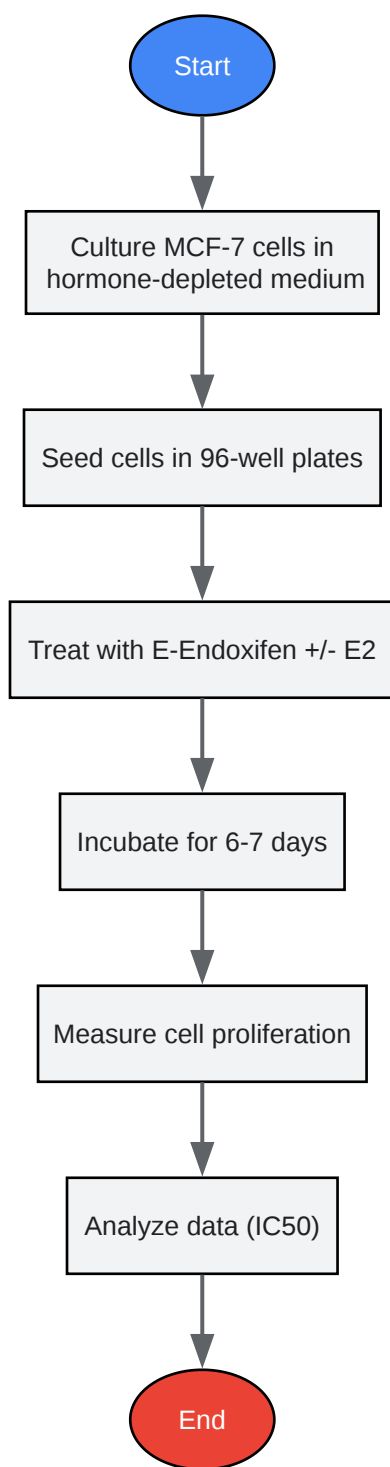 Start
Culture MCF-7 cells in
hormone-depleted medium
Seed cells in 96-well plates
Treat with E-Endoxifen +/- E2
Incubate for 6-7 days
Measure cell proliferation
Analyze data (IC50)
End